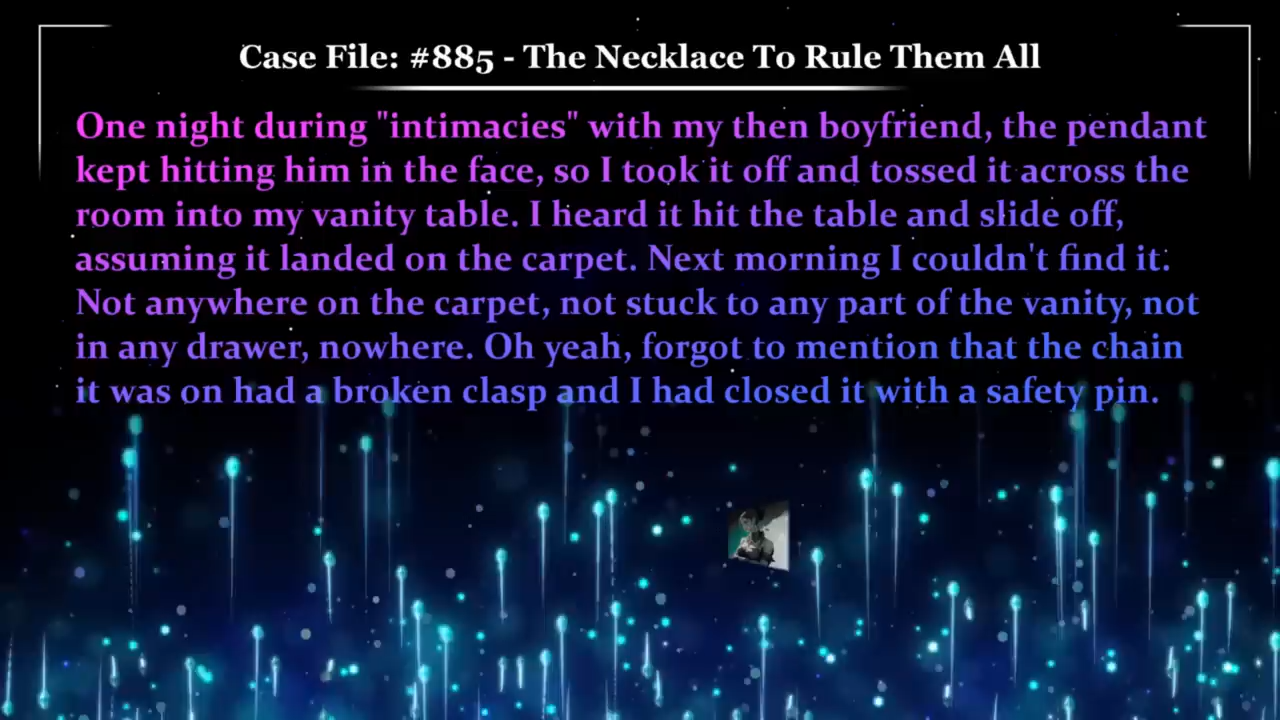 Case File: #885 - The Necklace To Rule Them All
One night during "intimacies" with my then boyfriend, the pendant
kept hitting him in the face, so I took it off and tossed it across the
room into my vanity table. I heard it hit the table and slide off,
assuming it landed on the carpet. Next morning I couldn't find it.
Not anywhere on the carpet, not stuck to any part of the vanity, not
in any drawer, nowhere. Oh yeah, forgot to mention that the chain
it was on had a broken clasp and I had closed it with a safety pin.